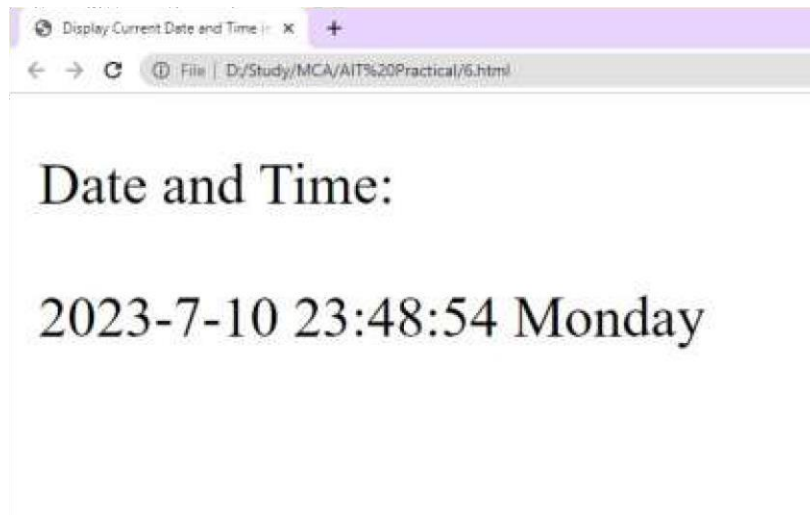 Display Current Date and Time
File | D:/Study/MCA/AIT%20Practical/6.html
Date and Time:
2023-7-10 23:48:54 Monday